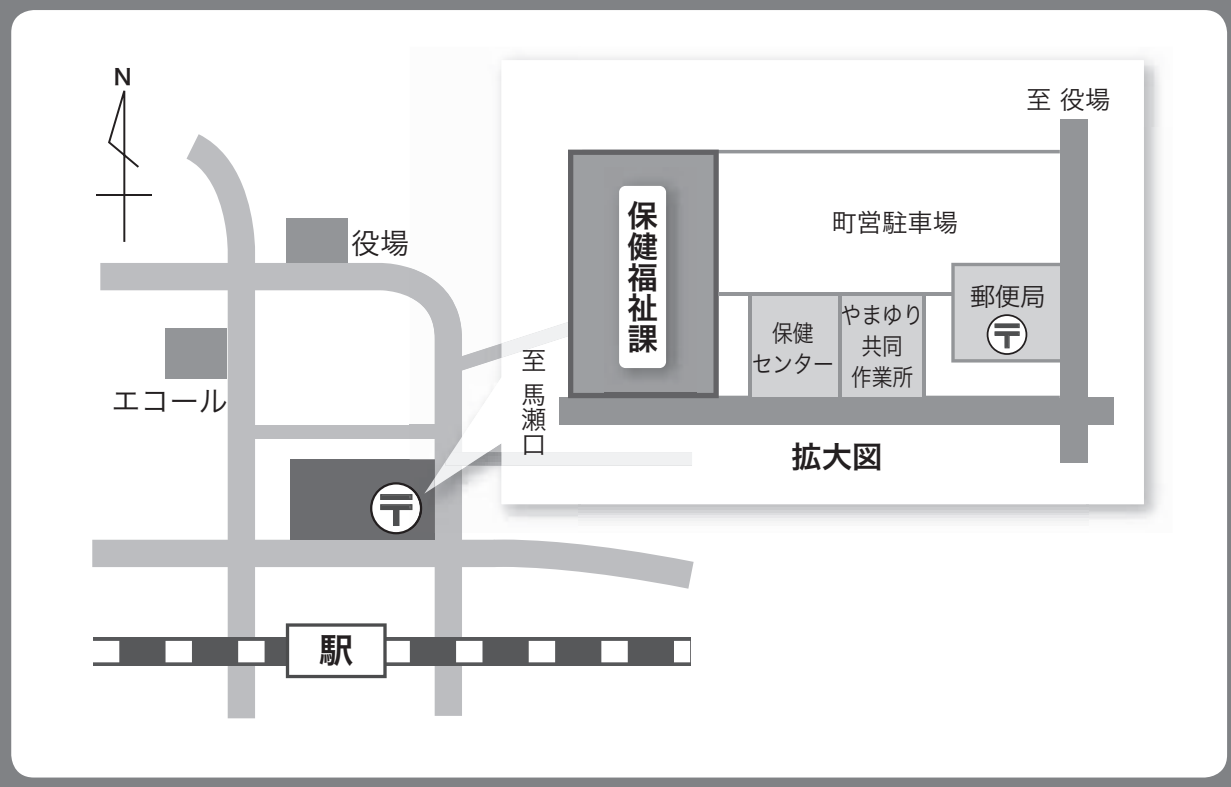 N
役場
エコール
〒
駅
至 役場
町営駐車場
保健福祉課
保健
センター
やまゆり
共同
作業所
郵便局
〒
至 馬瀬口
拡大図